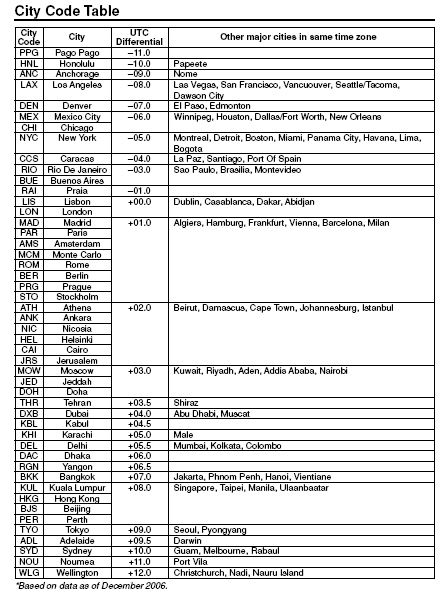 City Code Table
City Code City UTC Differential Other major cities in same time zone
PPG Pago Pago −11.0
HNL Honolulu −10.0 Papeete
ANC Anchorage −09.0 Nome
LAX Los Angeles −08.0 Las Vegas, San Francisco, Vancouver, Seattle/Tacoma,
Dawson City
DEN Denver −07.0 El Paso, Edmonton
MEX Mexico City −06.0 Winnipeg, Houston, Dallas/Fort Worth, New Orleans
CHI Chicago
NYC New York −05.0 Montreal, Detroit, Boston, Miami, Panama City, Havana, Lima,
Bogota
CCS Caracas −04.0 La Paz, Santiago, Port Of Spain
RIO Rio De Janeiro −03.0 Sao Paulo, Brasilia, Montevideo
BUE Buenos Aires
RAI Praia −01.0
LIS Lisbon +00.0 Dublin, Casablanca, Dakar, Abidjan
LON London
MAD Madrid +01.0 Algiers, Hamburg, Frankfurt, Vienna, Barcelona, Milan
PAR Paris
AMS Amsterdam
MCM Monte Carlo
ROM Rome
BER Berlin
PRG Prague
STO Stockholm
ATH Athens +02.0 Beirut, Damascus, Cape Town, Johannesburg, Istanbul
ANK Ankara
NIC Nicosia
HEL Helsinki
CAI Cairo
JRS Jerusalem
MOW Moscow +03.0 Kuwait, Riyadh, Aden, Addis Ababa, Nairobi
JED Jeddah
DOH Doha
THR Tehran +03.5 Shiraz
DXB Dubai +04.0 Abu Dhabi, Muscat
KBL Kabul +04.5
KHI Karachi +05.0 Male
DEL Delhi +05.5 Mumbai, Kolkata, Colombo
DAC Dhaka +06.0
RGN Yangon +06.5
BKK Bangkok +07.0 Jakarta, Phnom Penh, Hanoi, Vientiane
KUL Kuala Lumpur +08.0 Singapore, Taipei, Manila, Ulaanbaatar
HKG Hong Kong
BJS Beijing
PER Perth
TYO Tokyo +09.0 Seoul, Pyongyang
ADL Adelaide +09.5 Darwin
SYD Sydney +10.0 Guam, Melbourne, Rabaul
NOU Noumea +11.0 Port Vila
WLG Wellington +12.0 Christchurch, Nadi, Nauru Island
*Based on data as of December 2006.